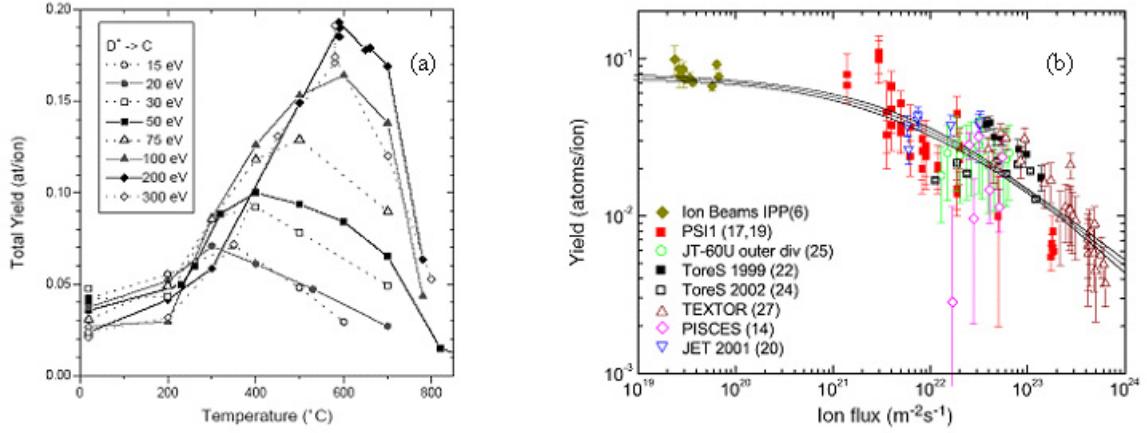 Total Yield (at/ion)
0.20
0.15
0.10
0.05
0.00
D⁺ -> C
15 eV
20 eV
30 eV
50 eV
75 eV
100 eV
200 eV
300 eV
(a)
0 200 400 600 800
Temperature (°C)
Yield (atoms/ion)
10⁻¹
10⁻²
10⁻³
(b)
Ion Beams IPP(6)
PSI1 (17,19)
JT-60U outer div (25)
ToreS 1999 (22)
ToreS 2002 (24)
TEXTOR (27)
PISCES (14)
JET 2001 (20)
10¹⁹ 10²⁰ 10²¹ 10²² 10²³ 10²⁴
Ion flux (m⁻²s⁻¹)